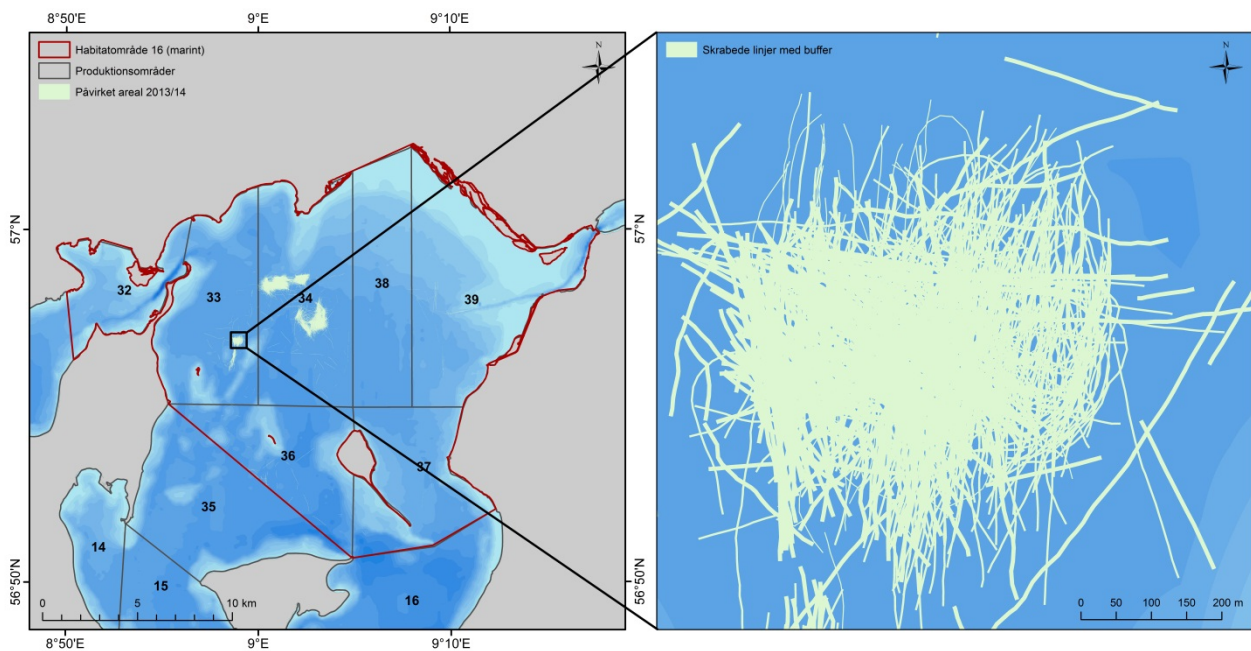 8°50'E
9°E
9°10'E
Habitatområde 16 (marint)
Produktionsområder
Påvirket areal 2013/14
N
57°N
57°N
32
33
34
38
39
36
37
35
14
15
16
56°50'N
56°50'N
0 5 10 km
8°50'E
9°E
9°10'E
Skrabede linjer med buffer
N
0 50 100 200 m